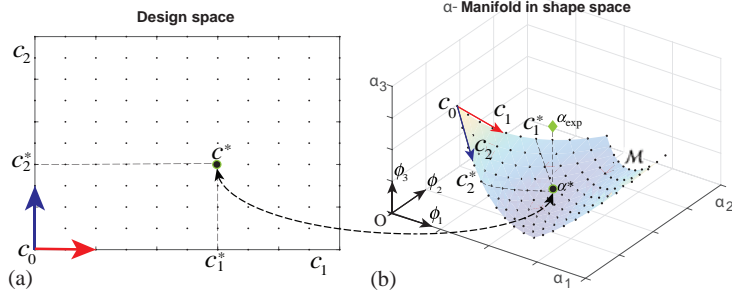 Design space
c₂
c*
c₂*
c₀
c₁*
c₁
(a)
α- Manifold in shape space
α₃
c₀
c₁
c₁*
α_exp
c₂
c₂*
M
α*
ϕ₃
ϕ₂
ϕ₁
O
α₂
α₁
(b)